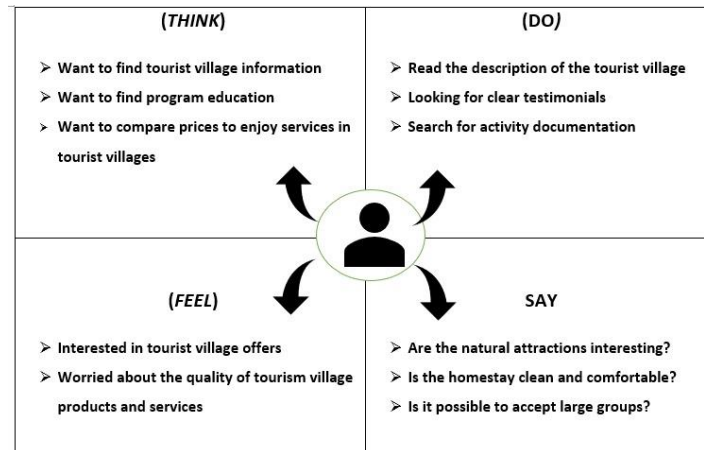 (THINK)
➢ Want to find tourist village information
➢ Want to find program education
➢ Want to compare prices to enjoy services in
tourist villages
(DO)
➢ Read the description of the tourist village
➢ Looking for clear testimonials
➢ Search for activity documentation
(FEEL)
➢ Interested in tourist village offers
➢ Worried about the quality of tourism village
products and services
SAY
➢ Are the natural attractions interesting?
➢ Is the homestay clean and comfortable?
➢ Is it possible to accept large groups?